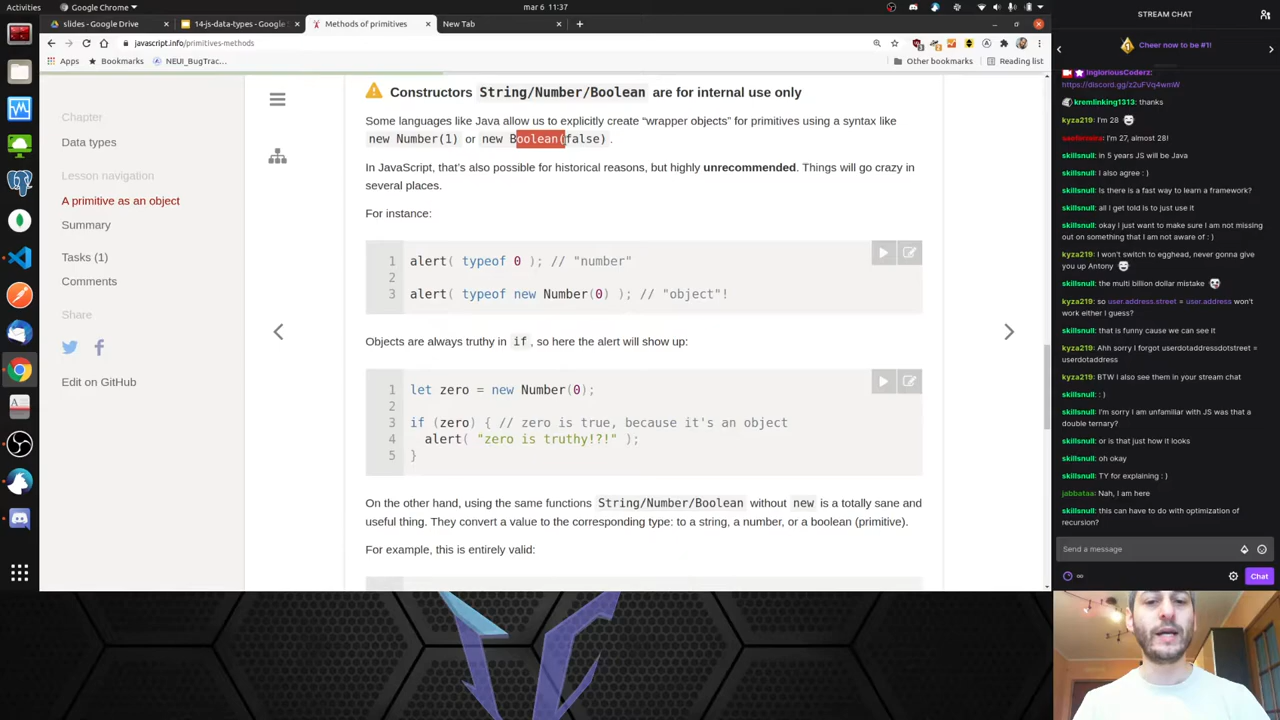 Activities
Google Chrome
mar 5 11:37
slides – Google Drive
14-js-data-types - Google S
Methods of primitives
New Tab
javascript.info/primitives-methods
Apps
Bookmarks
NEUI_BugTrac...
Other bookmarks
Reading list
Chapter
Data types
Lesson navigation
A primitive as an object
Summary
Tasks (1)
Comments
Share
Edit on GitHub
Constructors String/Number/Boolean are for internal use only
Some languages like Java allow us to explicitly create “wrapper objects” for primitives using a syntax like
new Number(1) or new Boolean(false) .
In JavaScript, that’s also possible for historical reasons, but highly unrecommended. Things will go crazy in
several places.
For instance:
1 alert( typeof 0 ); // "number"
2
3 alert( typeof new Number(0) ); // "object"!
Objects are always truthy in if , so here the alert will show up:
1 let zero = new Number(0);
2
3 if (zero) { // zero is true, because it's an object
4 alert( "zero is truthy!?!" );
5 }
On the other hand, using the same functions String/Number/Boolean without new is a totally sane and
useful thing. They convert a value to the corresponding type: to a string, a number, or a boolean (primitive).
For example, this is entirely valid:
STREAM CHAT
Cheer now to be #1!
IngloriousCoderz:
https://discord.gg/z2uFVq4wmW
kremlinking1313: thanks
kyza219: I'm 28
I'm 27, almost 28!
skillsnull: in 5 years JS will be Java
skillsnull: I also agree : )
skillsnull: Is there is a fast way to learn a framework?
skillsnull: all I get told is to just use it
skillsnull: okay I just want to make sure I am not missing
out on something that I am not aware of : )
kyza219: I won't switch to egghead, never gonna give
you up Antony
skillsnull: the multi billion dollar mistake
kyza219: so user.address.street = user.address won't
work either I guess?
skillsnull: that is funny cause we can see it
kyza219: Ahh sorry I forgot userdotaddressdotstreet =
userdotaddress
kyza219: BTW I also see them in your stream chat
skillsnull: : )
skillsnull: I'm sorry I am unfamiliar with JS was that a
double ternary?
skillsnull: or is that just how it looks
skillsnull: oh okay
skillsnull: TY for explaining : )
jabbataa: Nah, I am here
skillsnull: this can have to do with optimization of
recursion?
Send a message
∞
Chat